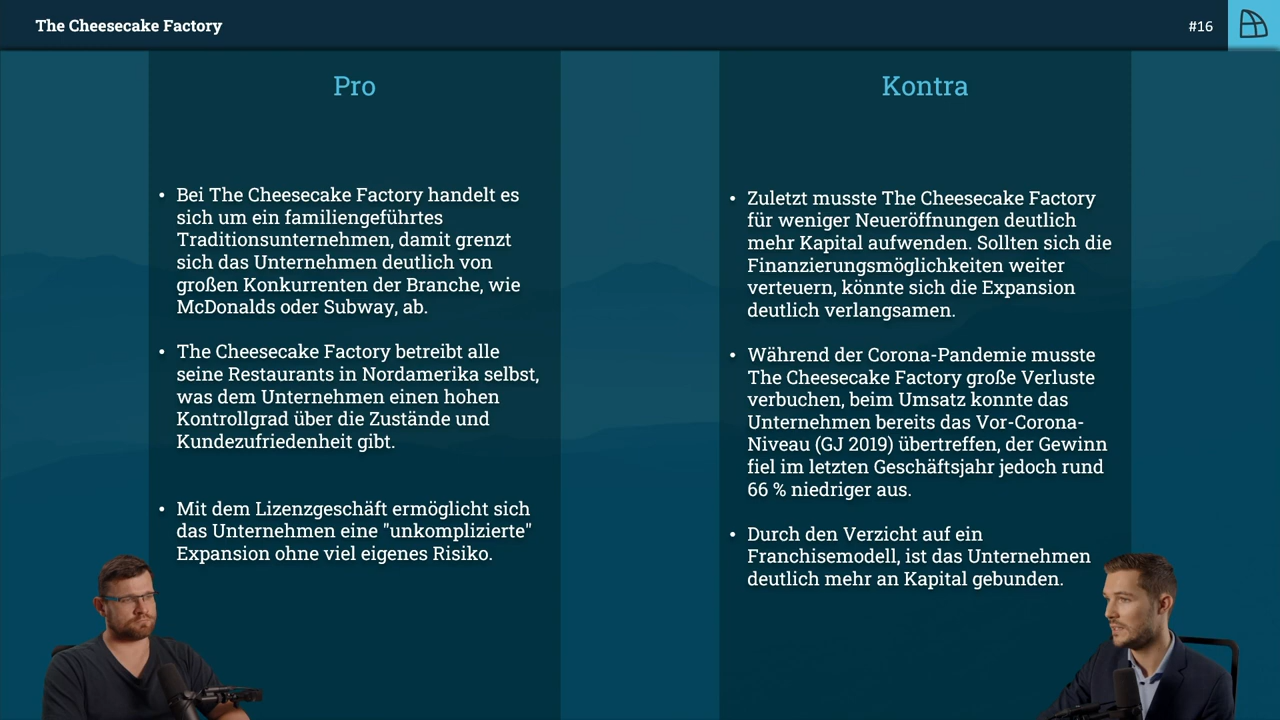 The Cheesecake Factory
#16
Pro
• Bei The Cheesecake Factory handelt es
sich um ein familiengeführtes
Traditionsunternehmen, damit grenzt
sich das Unternehmen deutlich von
großen Konkurrenten der Branche, wie
McDonalds oder Subway, ab.
• The Cheesecake Factory betreibt alle
seine Restaurants in Nordamerika selbst,
was dem Unternehmen einen hohen
Kontrollgrad über die Zustände und
Kundezufriedenheit gibt.
• Mit dem Lizenzgeschäft ermöglicht sich
das Unternehmen eine "unkomplizierte"
Expansion ohne viel eigenes Risiko.
Kontra
• Zuletzt musste The Cheesecake Factory
für weniger Neueröffnungen deutlich
mehr Kapital aufwenden. Sollten sich die
Finanzierungsmöglichkeiten weiter
verteuern, könnte sich die Expansion
deutlich verlangsamen.
• Während der Corona-Pandemie musste
The Cheesecake Factory große Verluste
verbuchen, beim Umsatz konnte das
Unternehmen bereits das Vor-Corona-
Niveau (GJ 2019) übertreffen, der Gewinn
fiel im letzten Geschäftsjahr jedoch rund
66 % niedriger aus.
• Durch den Verzicht auf ein
Franchisemodell, ist das Unternehmen
deutlich mehr an Kapital gebunden.